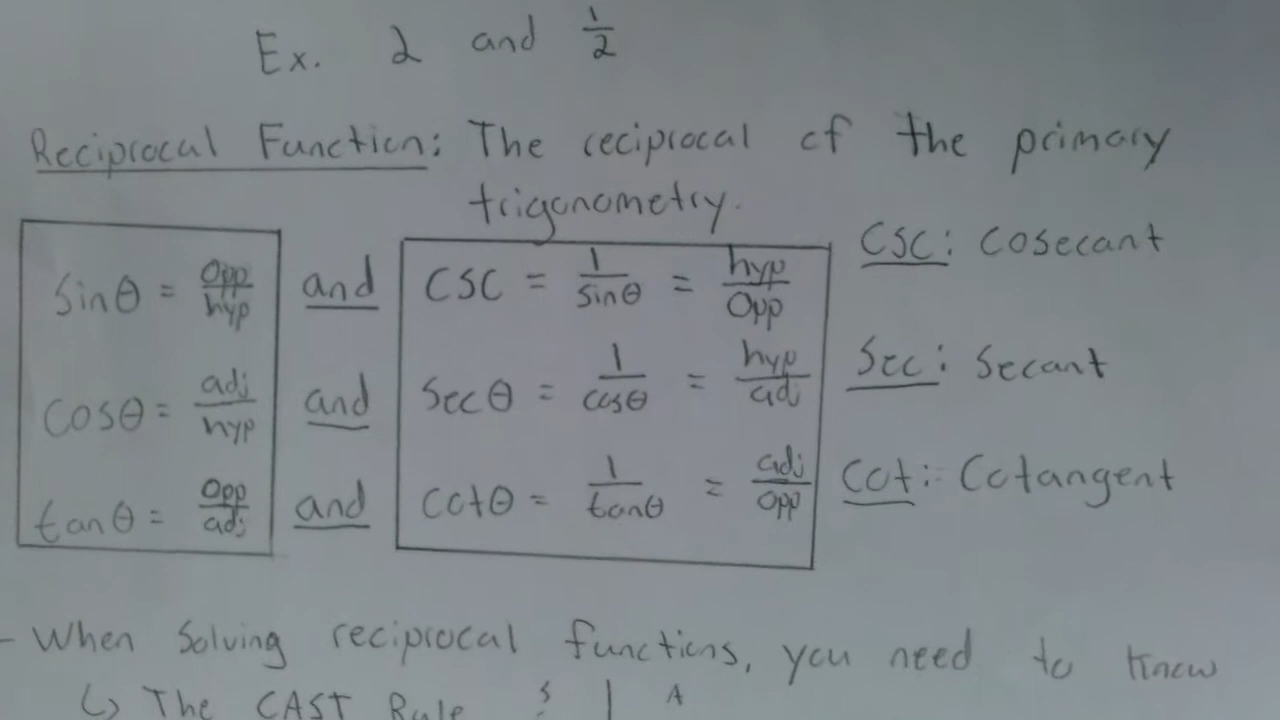 Ex. 2 and 1/2
Reciprocal Function: The reciprocal of the primary
trigonometry.
sinθ = Opp/hyp and CSC = 1/sinθ = hyp/Opp CSC: Cosecant
cosθ = adj/hyp and Secθ = 1/cosθ = hyp/adj Sec: Secant
tanθ = Opp/adj and Cotθ = 1/tanθ = adj/opp Cot: Cotangent
- When Solving reciprocal functions, you need to know
↳ The CAST Rule S | A